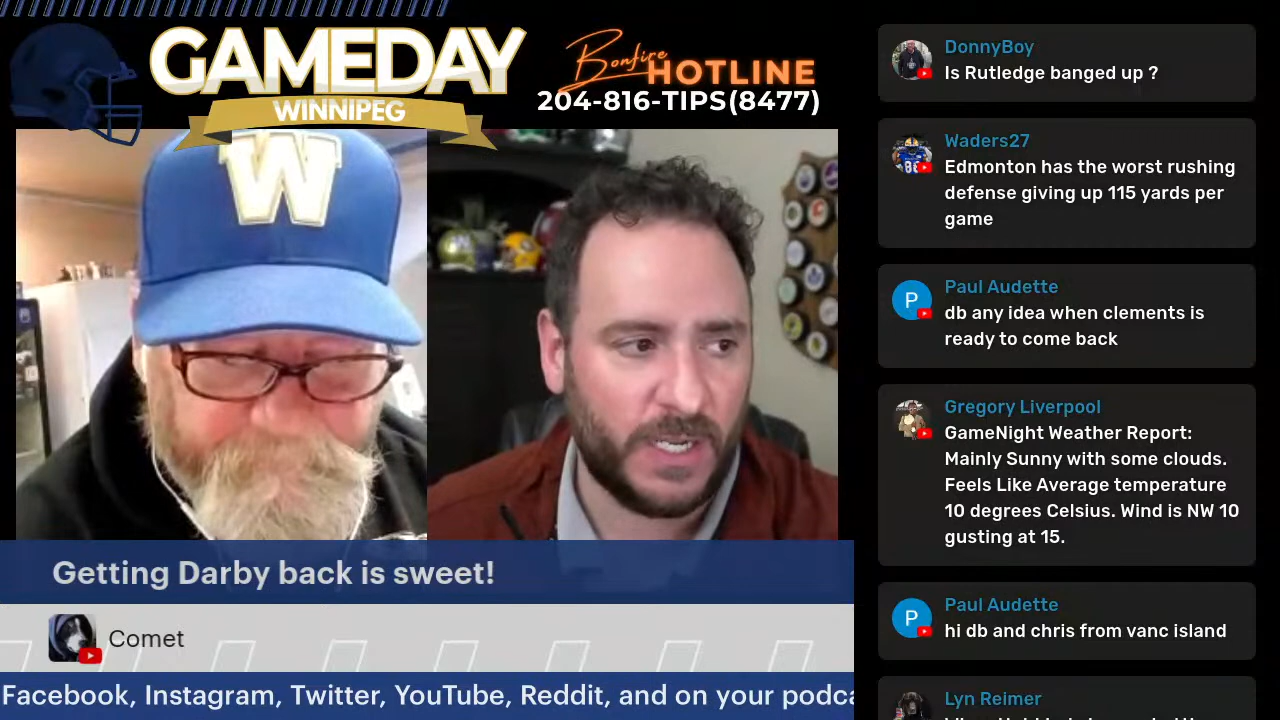 GAMEDAY
WINNIPEG
Bonfire
HOTLINE
204-816-TIPS(8477)
W
Getting Darby back is sweet!
Comet
Facebook, Instagram, Twitter, YouTube, Reddit, and on your podca
DonnyBoy
Is Rutledge banged up ?
Waders27
Edmonton has the worst rushing
defense giving up 115 yards per
game
P
Paul Audette
db any idea when clements is
ready to come back
Gregory Liverpool
GameNight Weather Report:
Mainly Sunny with some clouds.
Feels Like Average temperature
10 degrees Celsius. Wind is NW 10
gusting at 15.
P
Paul Audette
hi db and chris from vanc island
Lyn Reimer